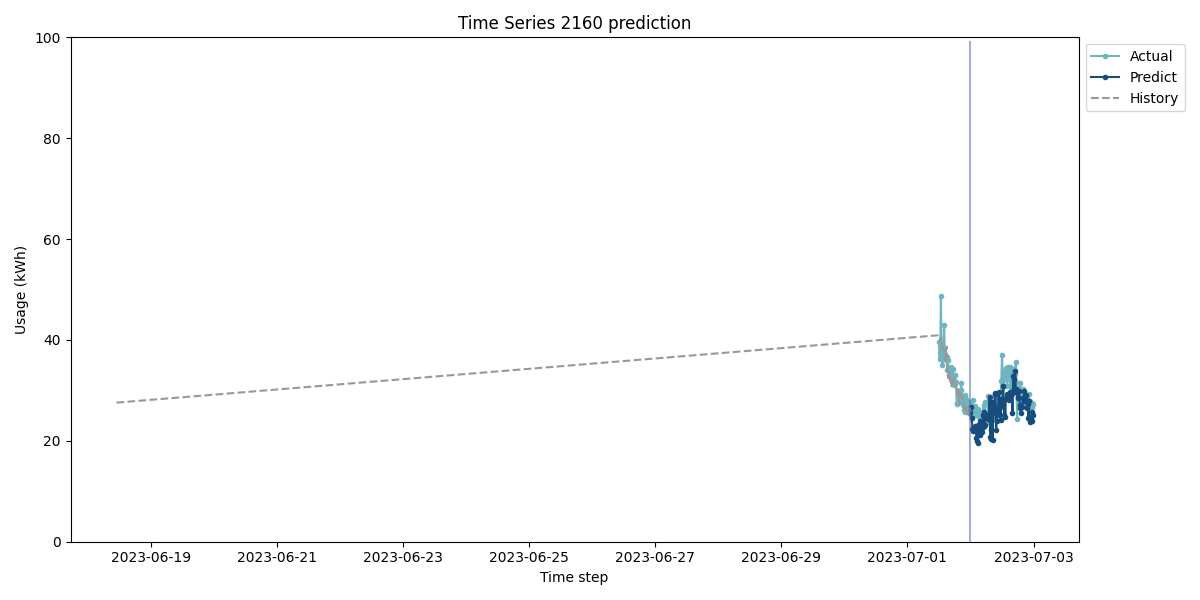 Time Series 2160 prediction
100
80
60
40
20
0
Usage (kWh)
2023-06-19 2023-06-21 2023-06-23 2023-06-25 2023-06-27 2023-06-29 2023-07-01 2023-07-03
Time step
Actual
Predict
History